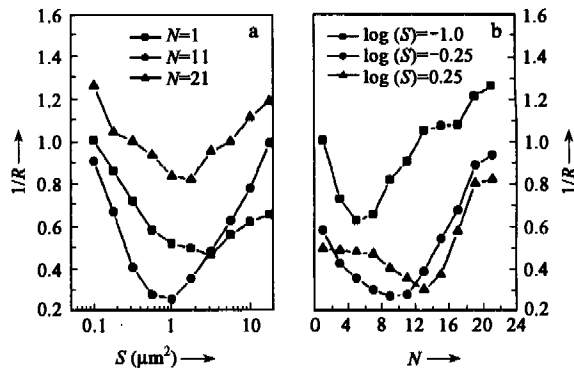 1.6
1.4
1.2
1.0
0.8
0.6
0.4
0.2
1/R →
a
N=1
N=11
N=21
0.1
1
10
S (μm²) →
b
log (S)=-1.0
log (S)=-0.25
log (S)=0.25
0
4
8
12
16
20
24
N →
1.6
1.4
1.2
1.0
0.8
0.6
0.4
0.2
1/R →